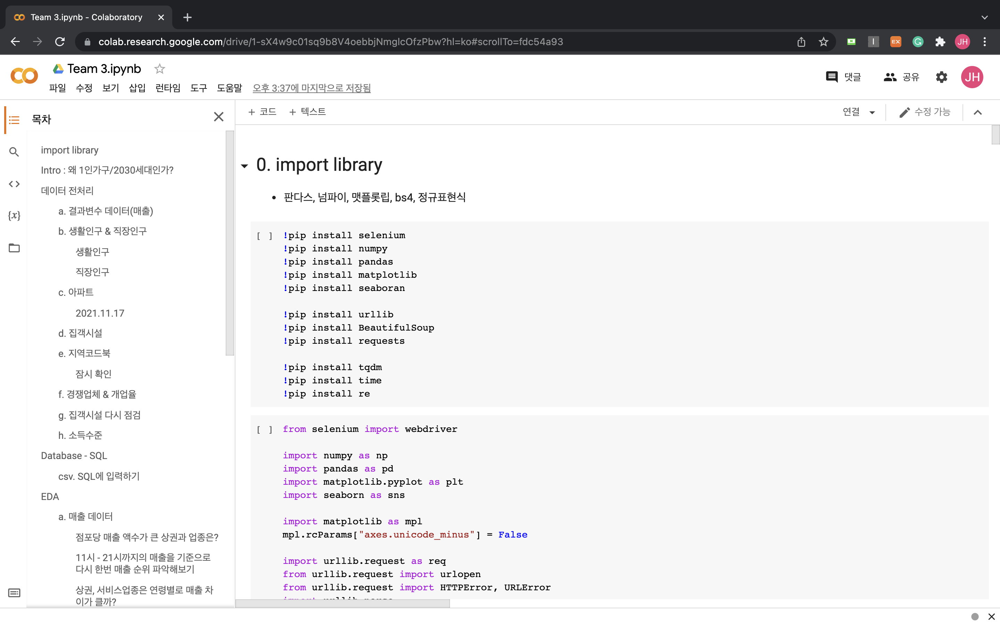 Team 3.ipynb - Colaboratory
colab.research.google.com/drive/1-sX4w9c01sq9b8V4oebbjNmglcOfzPbw?hl=ko#scrollTo=fdc54a93
EX
JH
Team 3.ipynb
댓글
공유
JH
파일 수정 보기 삽입 런타임 도구 도움말 오후 3:37에 마지막으로 저장됨
목차
import library
Intro : 왜 1인가구/2030세대인가?
데이터 전처리
a. 결과변수 데이터(매출)
b. 생활인구 & 직장인구
생활인구
직장인구
c. 아파트
2021.11.17
d. 집객시설
e. 지역코드북
잠시 확인
f. 경쟁업체 & 개업율
g. 집객시설 다시 점검
h. 소득수준
Database - SQL
csv. SQL에 입력하기
EDA
a. 매출 데이터
점포당 매출 액수가 큰 상권과 업종은?
11시 - 21시까지의 매출을 기준으로
다시 한번 매출 순위 파악해보기
상권, 서비스업종은 연령별로 매출 차
이가 클까?
+ 코드 + 텍스트
연결
수정 가능
0. import library
• 판다스, 넘파이, 맷플롯립, bs4, 정규표현식
[ ] !pip install selenium
!pip install numpy
!pip install pandas
!pip install matplotlib
!pip install seaboran
!pip install urllib
!pip install BeautifulSoup
!pip install requests
!pip install tqdm
!pip install time
!pip install re
[ ] from selenium import webdriver
import numpy as np
import pandas as pd
import matplotlib.pyplot as plt
import seaborn as sns
import matplotlib as mpl
mpl.rcParams["axes.unicode_minus"] = False
import urllib.request as req
from urllib.request import urlopen
from urllib.request import HTTPError, URLError